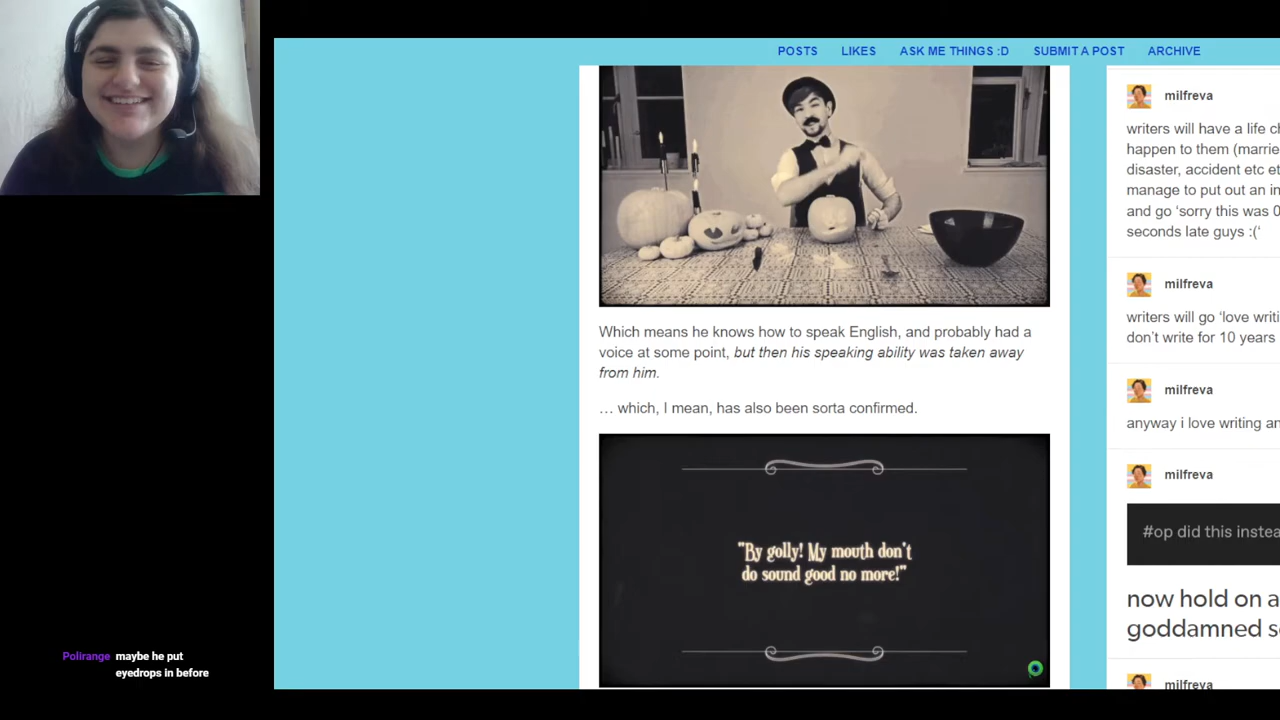 POSTS LIKES ASK ME THINGS :D SUBMIT A POST ARCHIVE
Which means he knows how to speak English, and probably had a
voice at some point, but then his speaking ability was taken away
from him.
… which, I mean, has also been sorta confirmed.
"By golly! My mouth don't
do sound good no more!"
milfreva
writers will have a life c
happen to them (marrie
disaster, accident etc e
manage to put out an in
and go ‘sorry this was 0
seconds late guys :(‘
milfreva
writers will go ‘love writi
don’t write for 10 years
milfreva
anyway i love writing an
milfreva
#op did this instea
now hold on a
goddamned s
milfreva
Polirange maybe he put
eyedrops in before